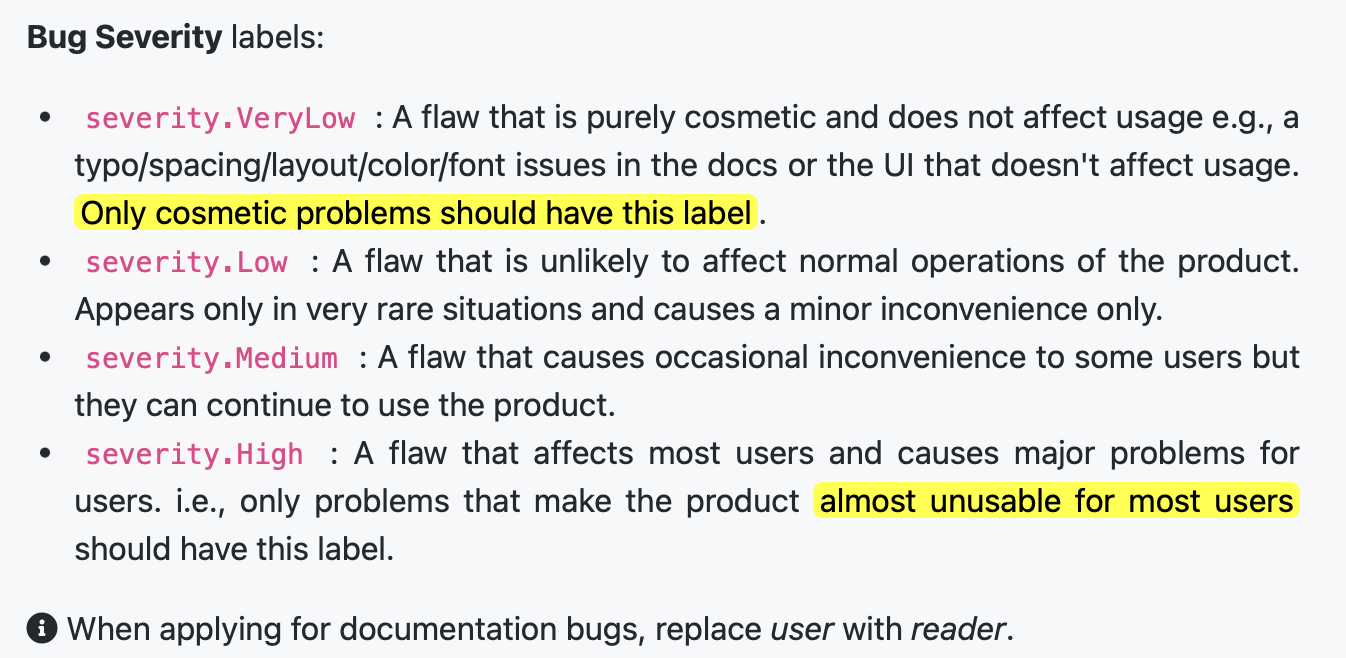 Bug Severity labels:
• severity.VeryLow : A flaw that is purely cosmetic and does not affect usage e.g., a
typo/spacing/layout/color/font issues in the docs or the UI that doesn't affect usage.
Only cosmetic problems should have this label.
• severity.Low : A flaw that is unlikely to affect normal operations of the product.
Appears only in very rare situations and causes a minor inconvenience only.
• severity.Medium : A flaw that causes occasional inconvenience to some users but
they can continue to use the product.
• severity.High : A flaw that affects most users and causes major problems for
users. i.e., only problems that make the product almost unusable for most users
should have this label.
When applying for documentation bugs, replace user with reader.